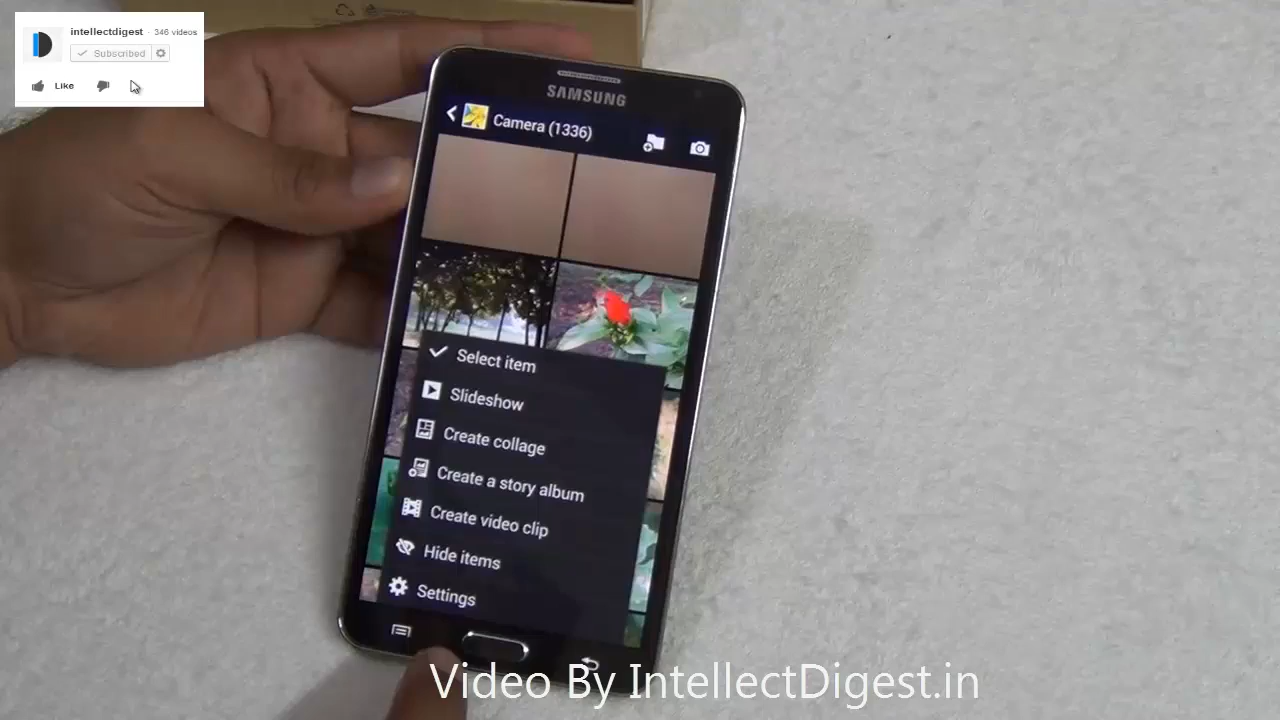 intellectdigest · 346 videos
Subscribed
Like
SAMSUNG
Camera (1336)
Select item
Slideshow
Create collage
Create a story album
Create video clip
Hide items
Settings
Video By IntellectDigest.in